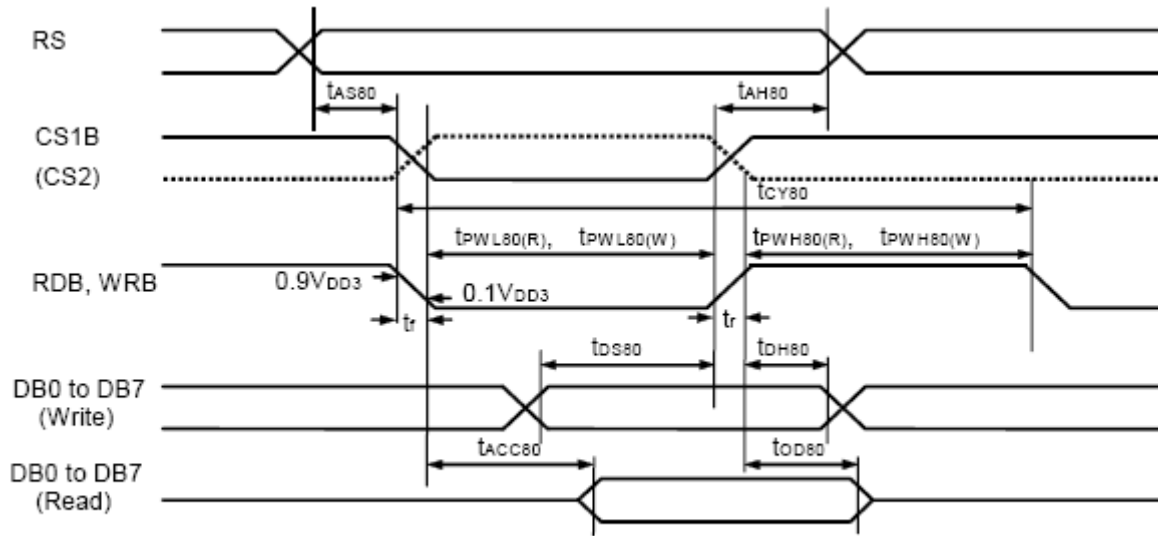 RS
tAS80
tAH80
CS1B
(CS2)
tCY80
tPWL80(R), tPWL80(W)
tPWH80(R), tPWH80(W)
RDB, WRB
0.9VDD3
0.1VDD3
tr
tr
tDS80
tDH80
DB0 to DB7
(Write)
tACC80
tOD80
DB0 to DB7
(Read)